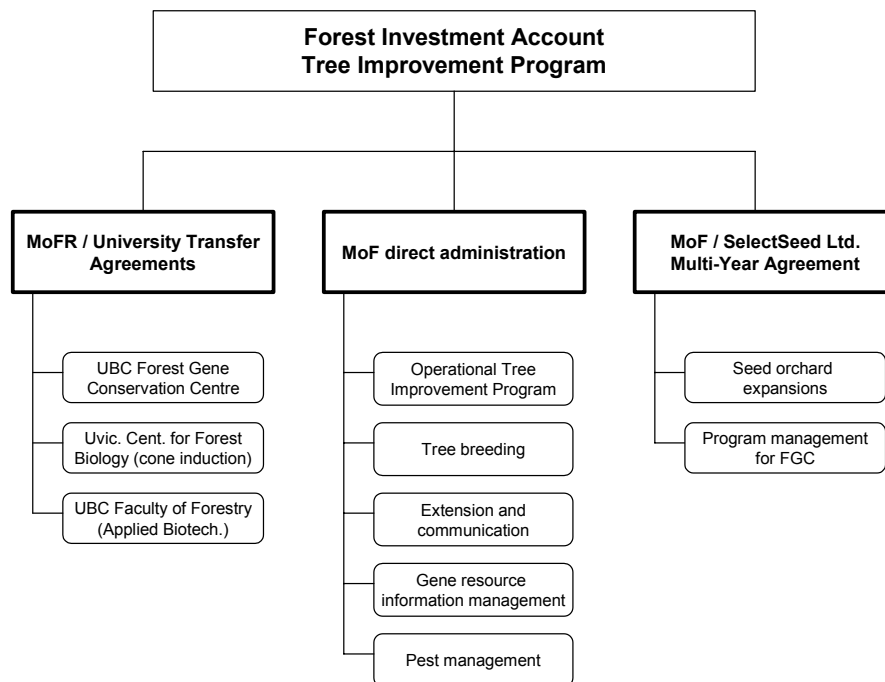 Forest Investment Account
Tree Improvement Program
MoFR / University Transfer
Agreements
UBC Forest Gene
Conservation Centre
Uvic. Cent. for Forest
Biology (cone induction)
UBC Faculty of Forestry
(Applied Biotech.)
MoF direct administration
Operational Tree
Improvement Program
Tree breeding
Extension and
communication
Gene resource
information management
Pest management
MoF / SelectSeed Ltd.
Multi-Year Agreement
Seed orchard
expansions
Program management
for FGC